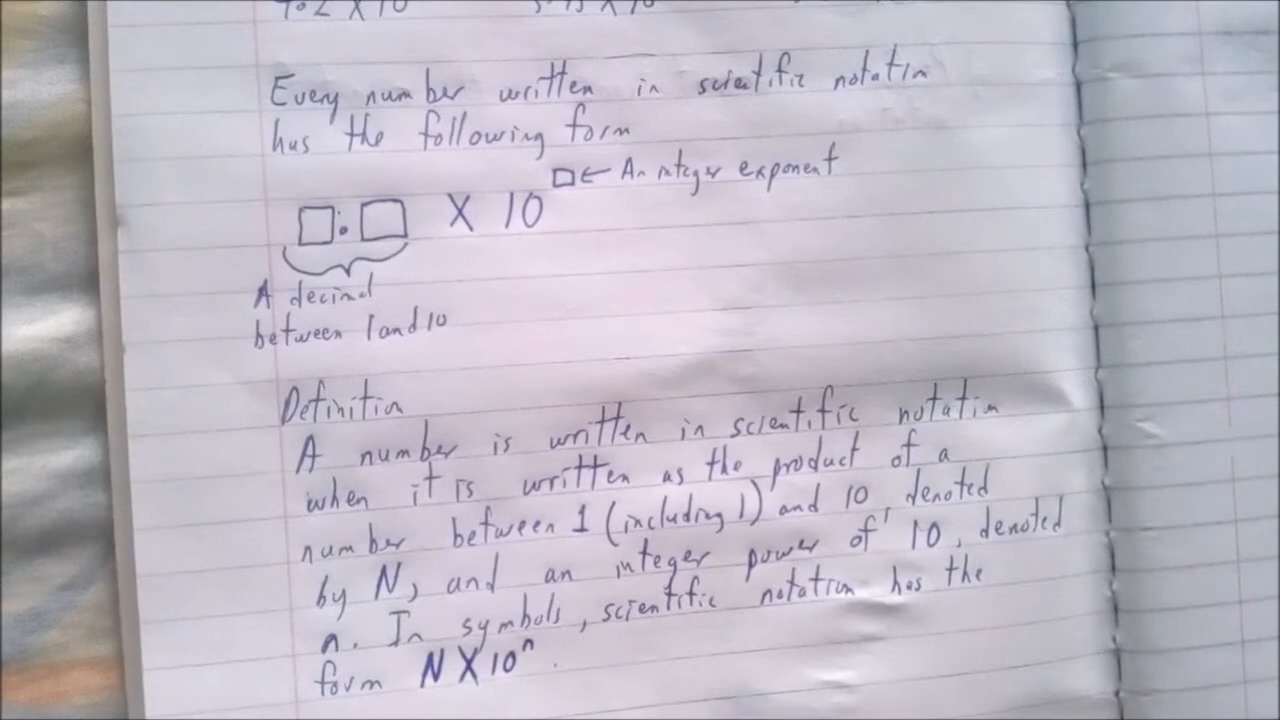 Every number written in scientific notation
has the following form
□ ← An integer exponent
□.□ X 10
A decimal
between 1 and 10
Definition
A number is written in scientific notation
when it is written as the product of a
number between 1 (including 1) and 10, denoted
by N, and an integer power of 10, denoted
n. In symbols, scientific notation has the
form N X 10ⁿ.